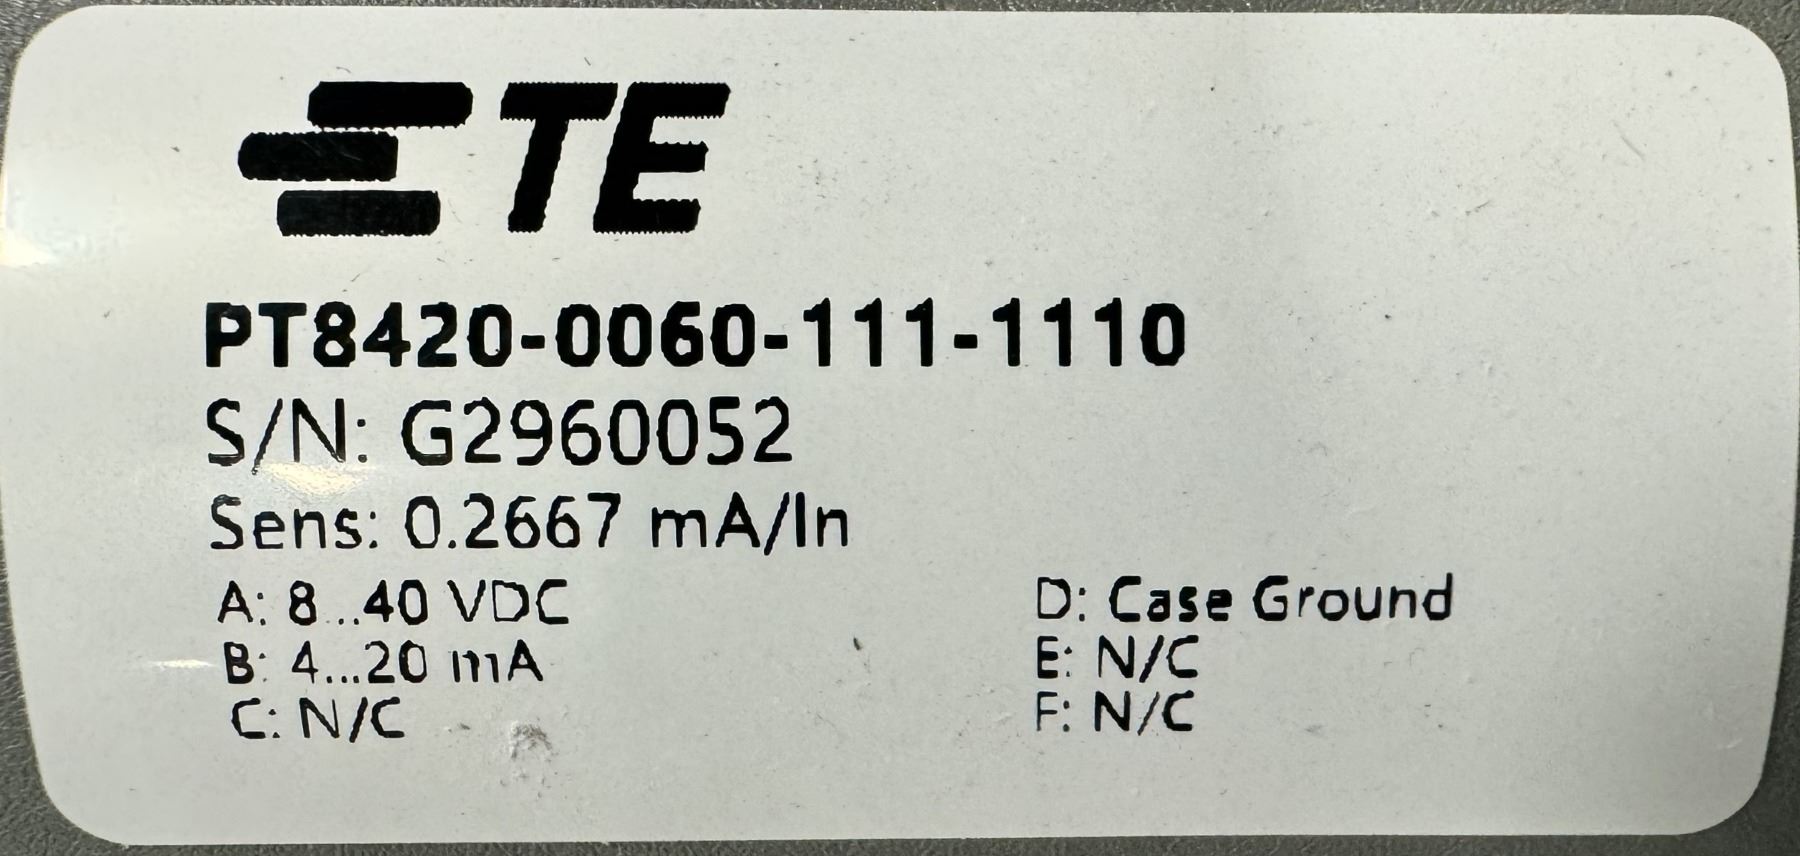 TE
PT8420-0060-111-1110
S/N: G2960052
Sens: 0.2667 mA/In
A: 8...40 VDC
B: 4...20 mA
C: N/C
D: Case Ground
E: N/C
F: N/C